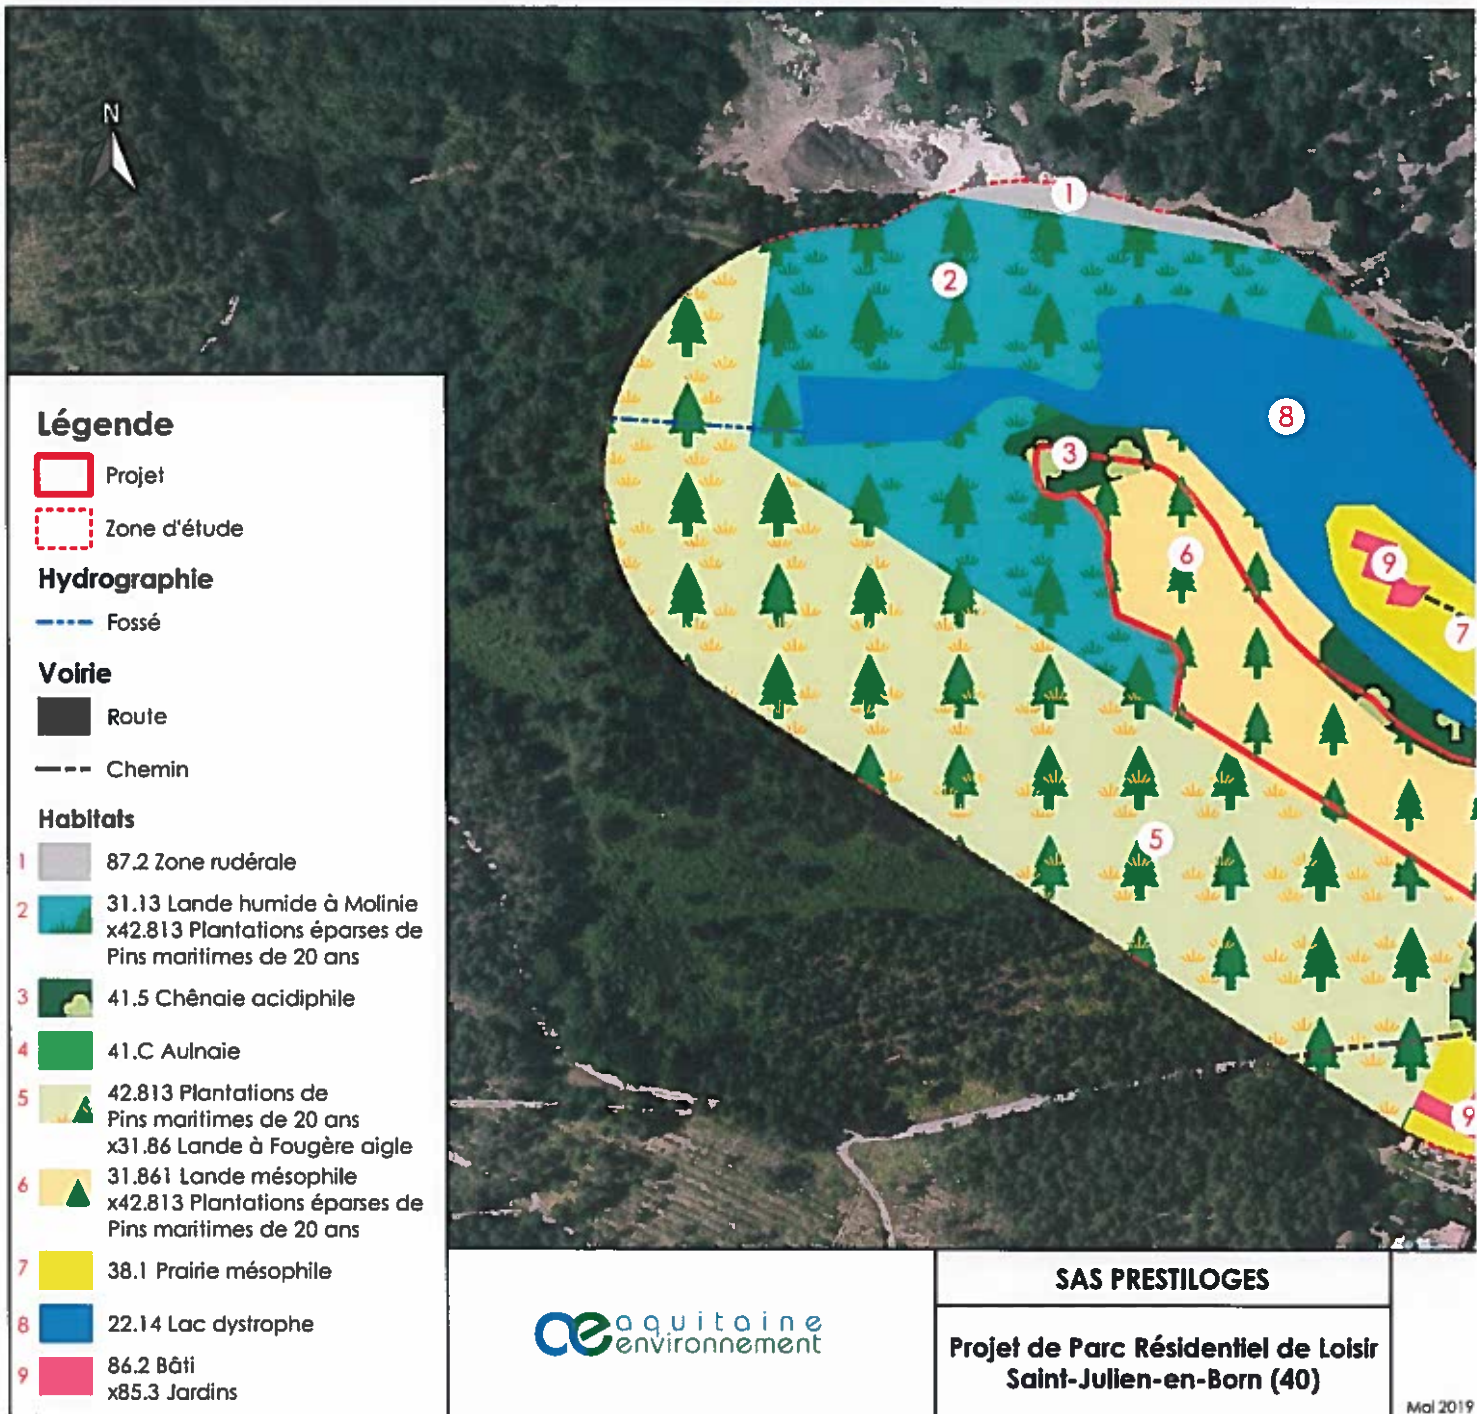 N
1
2
3
8
6
9
7
5
9
Légende
Projet
Zone d'étude
Hydrographie
Fossé
Voirie
Route
Chemin
Habitats
1 87.2 Zone rudérale
2 31.13 Lande humide à Molinie
x42.813 Plantations éparses de
Pins maritimes de 20 ans
3 41.5 Chênaie acidiphile
4 41.C Aulnaie
5 42.813 Plantations de
Pins maritimes de 20 ans
x31.86 Lande à Fougère aigle
6 31.861 Lande mésophile
x42.813 Plantations éparses de
Pins maritimes de 20 ans
7 38.1 Prairie mésophile
8 22.14 Lac dystrophe
9 86.2 Bâti
x85.3 Jardins
ae aquitaine
environnement
SAS PRESTILOGES
Projet de Parc Résidentiel de Loisir
Saint-Julien-en-Born (40)
Mai 2019